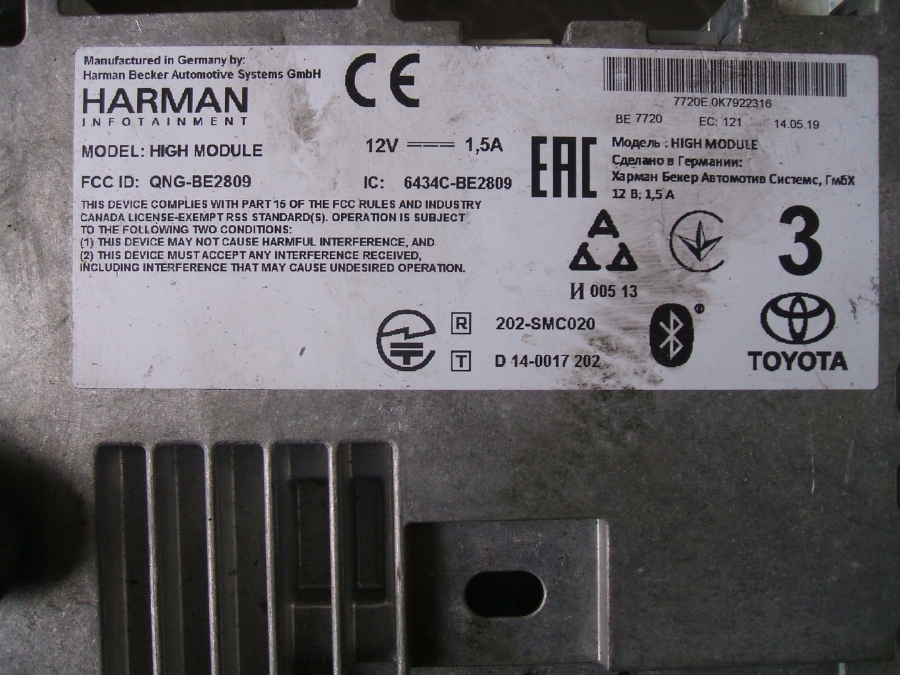 Manufactured in Germany by:
Harman Becker Automotive Systems GmbH
HARMAN
INFOTAINMENT
CE
7720E.0K7922316
BE 7720 EC: 121 14.05.19
MODEL: HIGH MODULE
12V 1,5A
FCC ID: QNG-BE2809
IC: 6434C-BE2809
EAC
Модель : HIGH MODULE
Сделано в Германии:
Харман Бекер Автомотив Системс, ГмбХ
12 В; 1,5 А
THIS DEVICE COMPLIES WITH PART 15 OF THE FCC RULES AND INDUSTRY
CANADA LICENSE-EXEMPT RSS STANDARD(S). OPERATION IS SUBJECT
TO THE FOLLOWING TWO CONDITIONS:
(1) THIS DEVICE MAY NOT CAUSE HARMFUL INTERFERENCE, AND
(2) THIS DEVICE MUST ACCEPT ANY INTERFERENCE RECEIVED,
INCLUDING INTERFERENCE THAT MAY CAUSE UNDESIRED OPERATION.
И 005 13
3
R 202-SMC020
T D 14-0017 202
TOYOTA